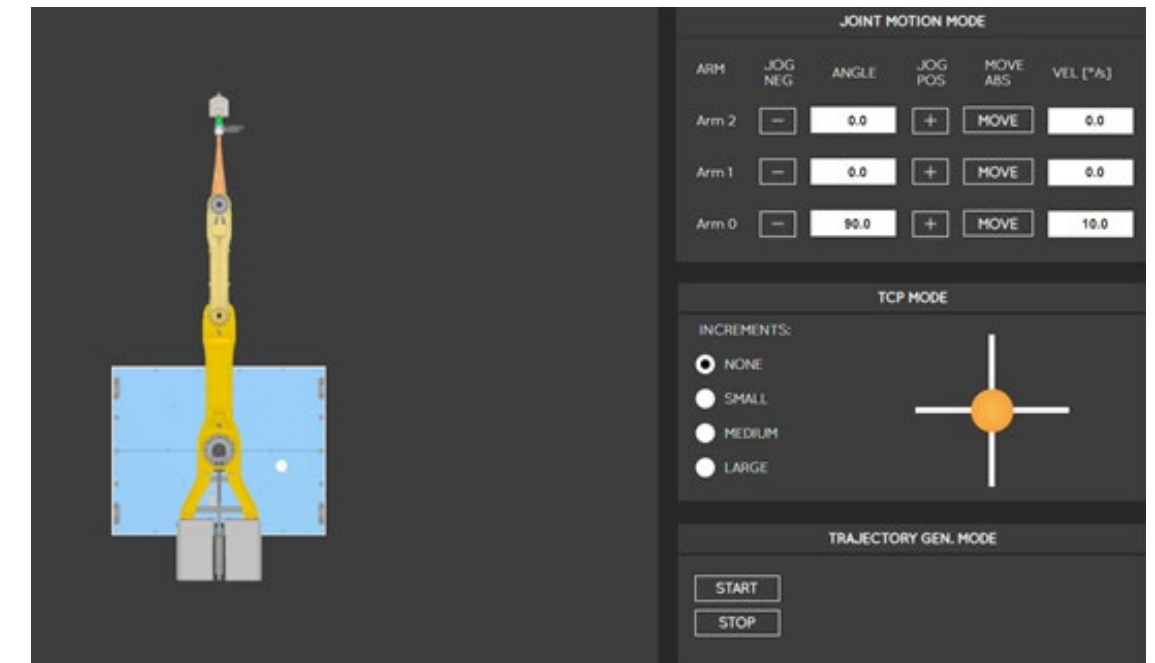 JOINT MOTION MODE
ARM JOG NEG ANGLE JOG POS MOVE ABS VEL [°/s]
Arm 2 − 0.0 + MOVE 0.0
Arm 1 − 0.0 + MOVE 0.0
Arm 0 − 90.0 + MOVE 10.0
TCP MODE
INCREMENTS:
NONE
SMALL
MEDIUM
LARGE
TRAJECTORY GEN. MODE
START
STOP